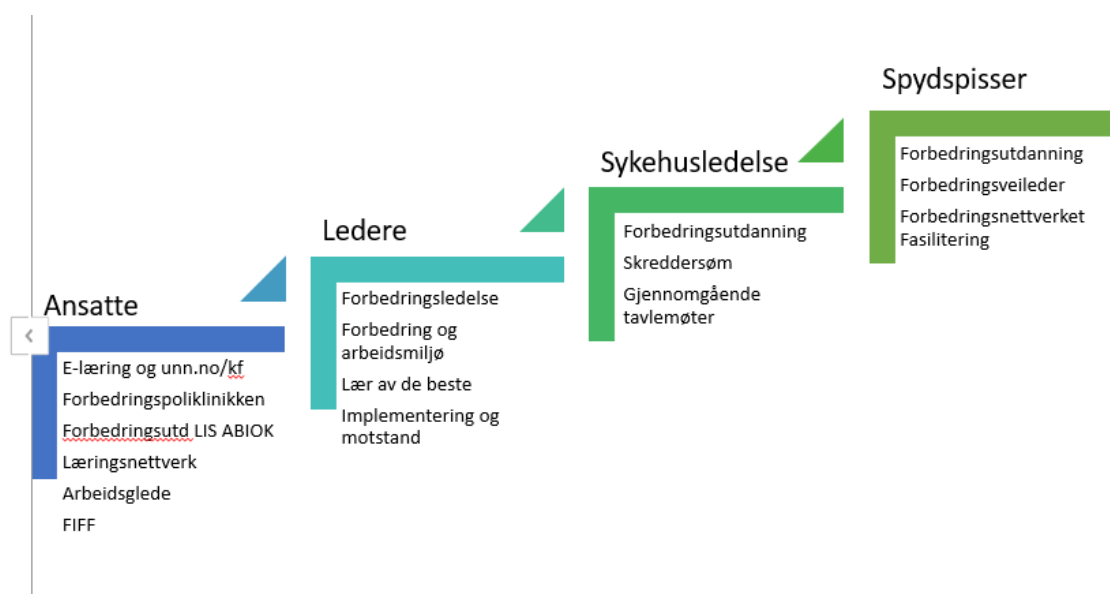 Ansatte
E-læring og unn.no/kf
Forbedringspoliklinikken
Forbedringsutd LIS ABIOK
Læringsnettverk
Arbeidsglede
FIFF
Ledere
Forbedringsledelse
Forbedring og
arbeidsmiljø
Lær av de beste
Implementering og
motstand
Sykehusledelse
Forbedringsutdanning
Skreddersøm
Gjennomgående
tavlemøter
Spydspisser
Forbedringsutdanning
Forbedringsveileder
Forbedringsnettverket
Fasilitering